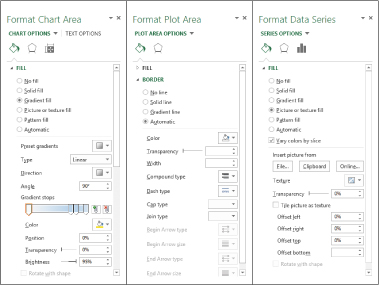 Format Chart Area
CHART OPTIONS
TEXT OPTIONS
FILL
No fill
Solid fill
Gradient fill
Picture or texture fill
Pattern fill
Automatic
Preset gradients
Type
Linear
Direction
Angle
90°
Gradient stops
Color
Position
0%
Transparency
0%
Brightness
95%
Rotate with shape
Format Plot Area
PLOT AREA OPTIONS
FILL
BORDER
No line
Solid line
Gradient line
Automatic
Color
Transparency
Width
Compound type
Dash type
Cap type
Join type
Begin Arrow type
Begin Arrow size
End Arrow type
End Arrow size
Format Data Series
SERIES OPTIONS
FILL
No fill
Solid fill
Gradient fill
Picture or texture fill
Pattern fill
Automatic
Vary colors by slice
Insert picture from
File...
Clipboard
Online...
Texture
Transparency
0%
Tile picture as texture
Offset left
0%
Offset right
0%
Offset top
0%
Offset bottom
Rotate with shape